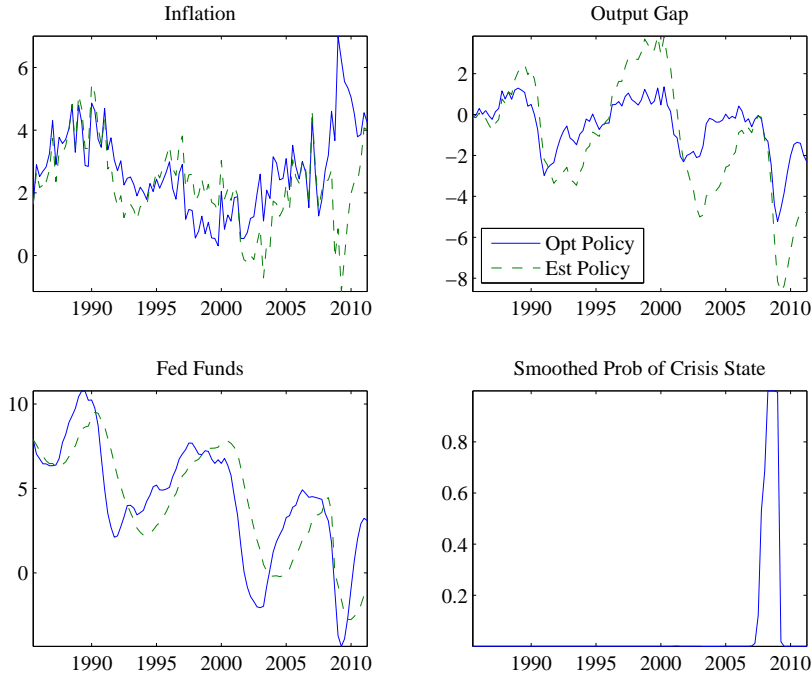 Inflation
6
4
2
0
1990 1995 2000 2005 2010
Output Gap
2
0
−2
−4
−6
−8
Opt Policy
Est Policy
1990 1995 2000 2005 2010
Fed Funds
10
5
0
1990 1995 2000 2005 2010
Smoothed Prob of Crisis State
0.8
0.6
0.4
0.2
1990 1995 2000 2005 2010